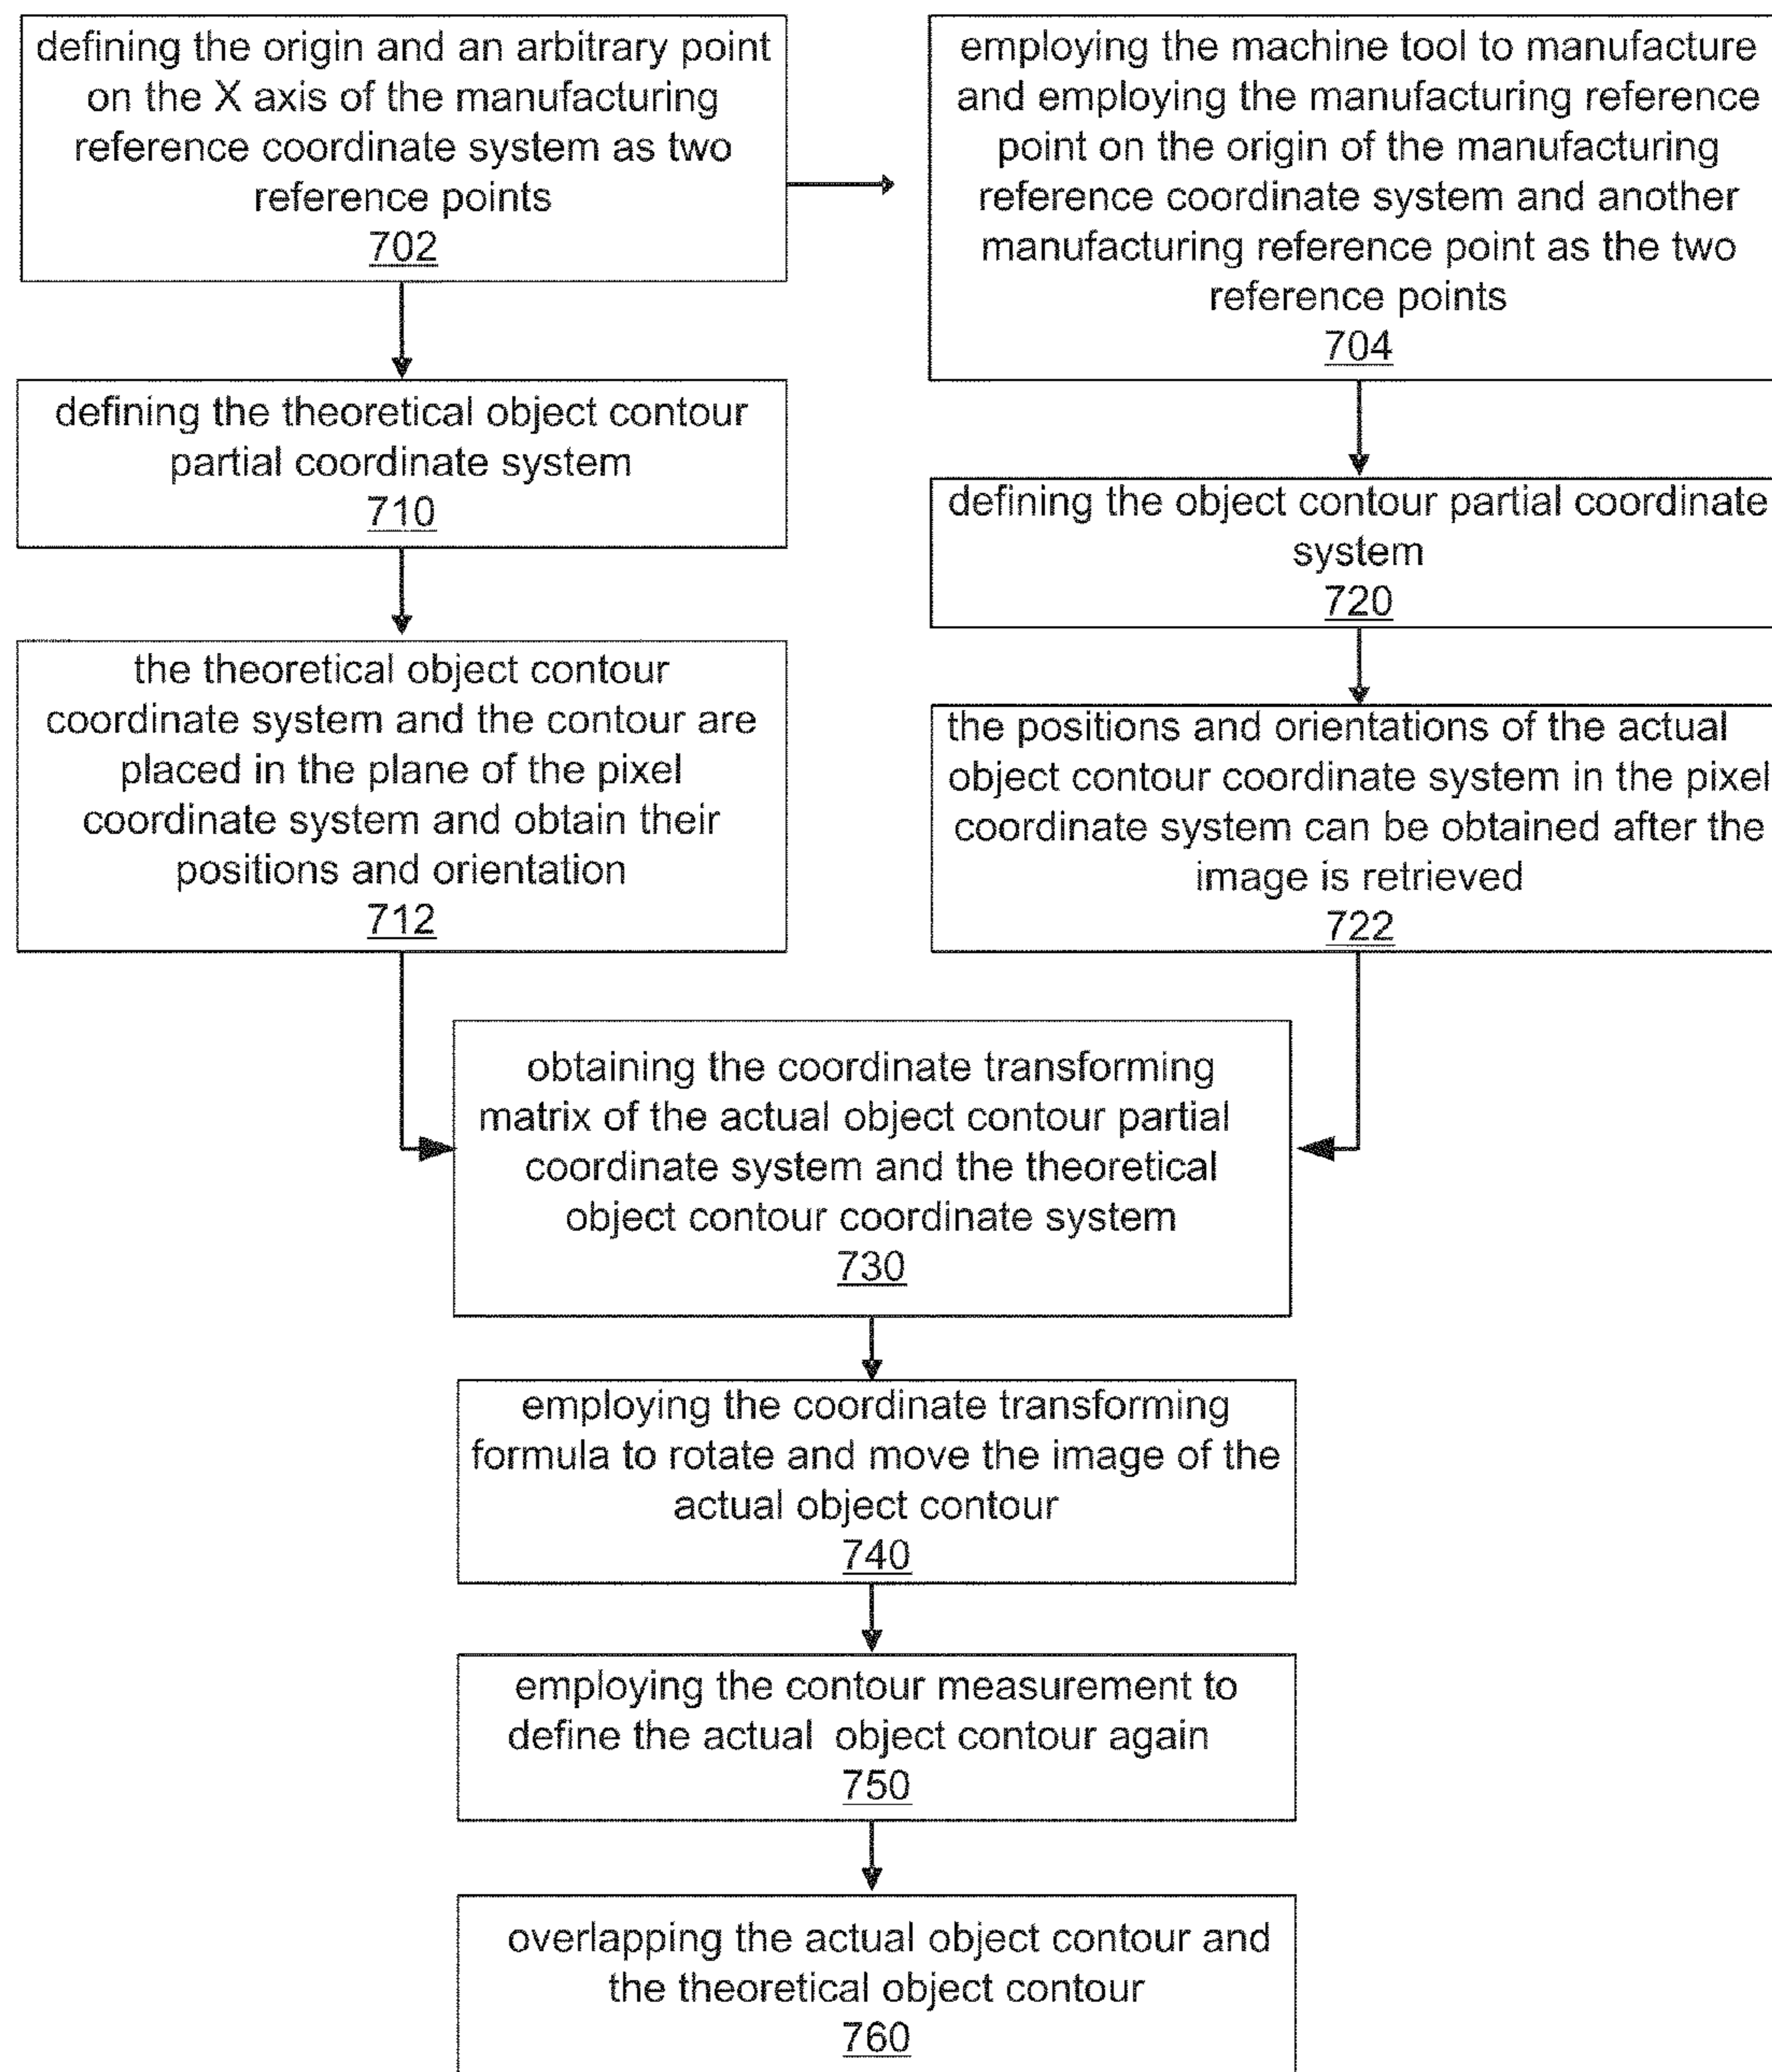 defining the origin and an arbitrary point
on the X axis of the manufacturing
reference coordinate system as two
reference points
702
employing the machine tool to manufacture
and employing the manufacturing reference
point on the origin of the manufacturing
reference coordinate system and another
manufacturing reference point as the two
reference points
704
defining the theoretical object contour
partial coordinate system
710
defining the object contour partial coordinate
system
720
the theoretical object contour
coordinate system and the contour are
placed in the plane of the pixel
coordinate system and obtain their
positions and orientation
712
the positions and orientations of the actual
object contour coordinate system in the pixel
coordinate system can be obtained after the
image is retrieved
722
obtaining the coordinate transforming
matrix of the actual object contour partial
coordinate system and the theoretical
object contour coordinate system
730
employing the coordinate transforming
formula to rotate and move the image of the
actual object contour
740
employing the contour measurement to
define the actual object contour again
750
overlapping the actual object contour and
the theoretical object contour
760